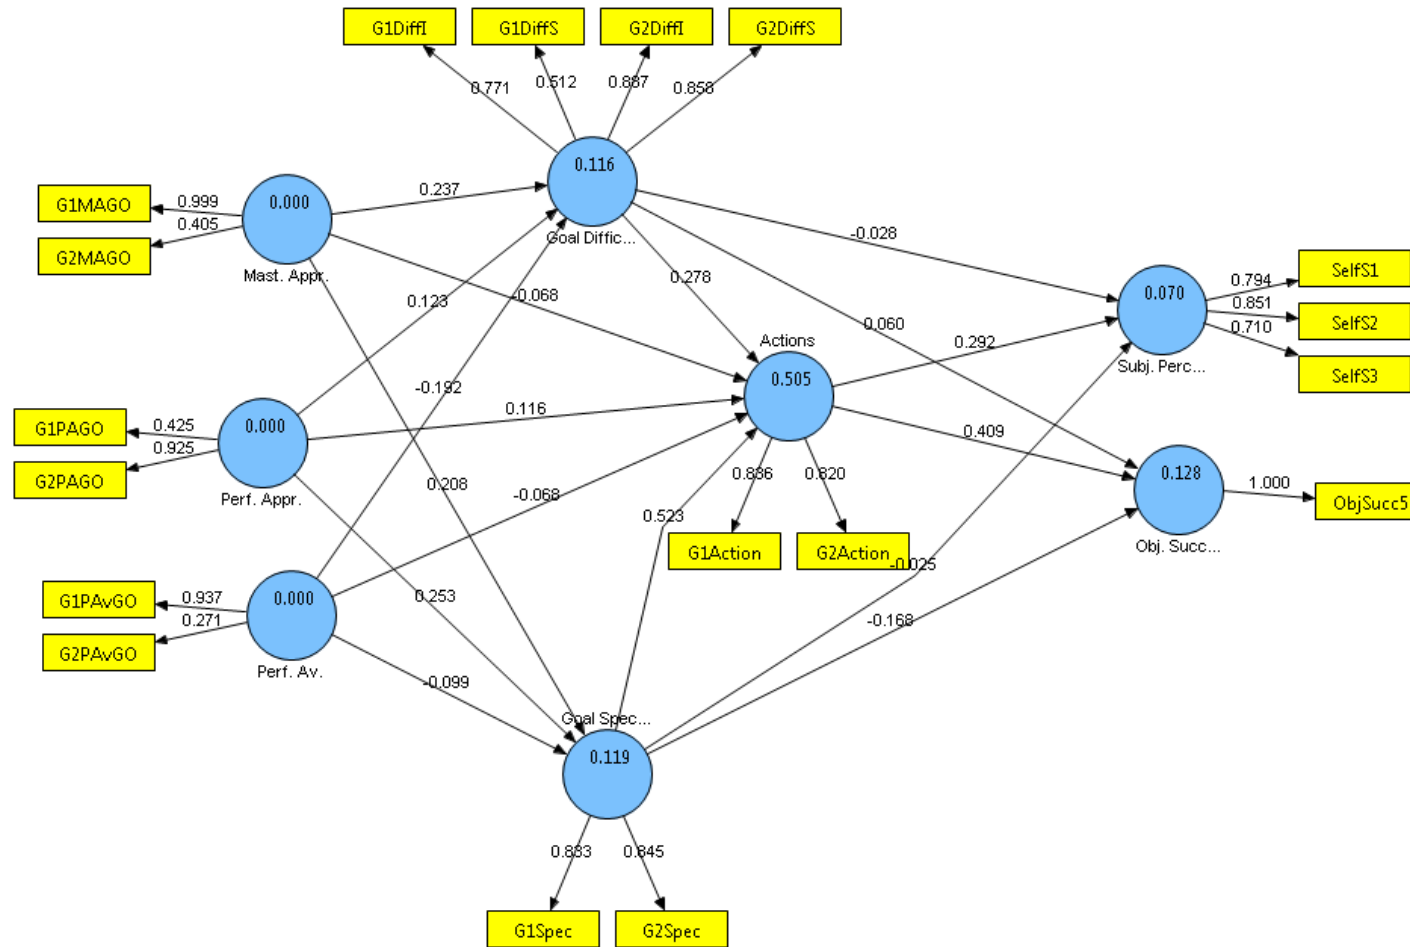 G1DiffI
G1DiffS
G2DiffI
G2DiffS
0.771
0.512
0.887
0.858
0.116
Goal Diffic...
G1MAGO
0.999
G2MAGO
0.405
0.000
Mast. Appr.
0.237
-0.068
0.123
0.278
-0.028
0.060
SelfS1
0.794
SelfS2
0.851
SelfS3
0.710
0.070
Subj. Perc...
Actions
0.505
0.292
-0.192
0.116
0.409
G1PAGO
0.425
G2PAGO
0.925
0.000
Perf. Appr.
0.208
-0.068
0.523
0.836
0.820
G1Action
G2Action
-0.025
0.128
Obj. Succ...
1.000
ObjSucc5
G1PAvGO
0.937
G2PAvGO
0.271
0.000
Perf. Av.
0.253
-0.168
-0.099
Goal Spec...
0.119
0.833
0.845
G1Spec
G2Spec